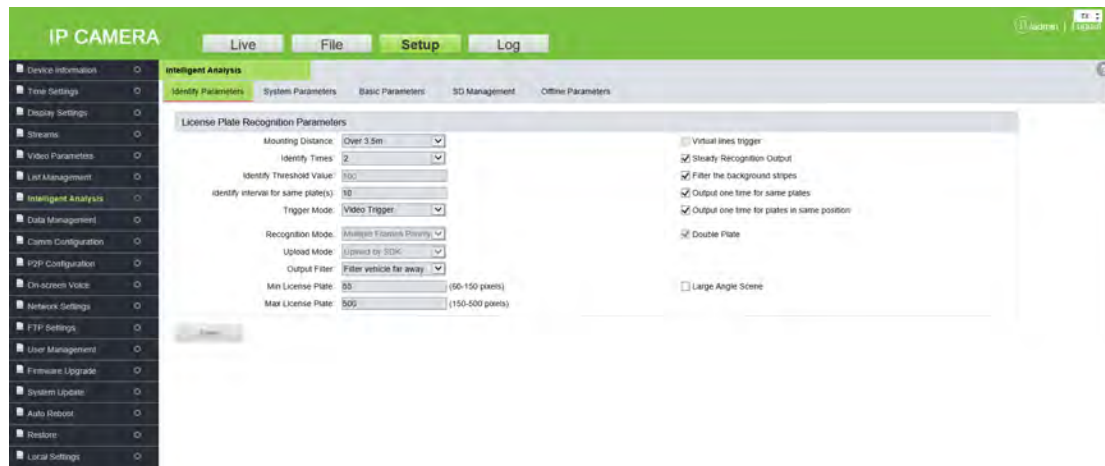 IP CAMERA
Live File Setup Log
admin | Logout
Device Information
Time Settings
Display Settings
Streams
Video Parameters
List Management
Intelligent Analysis
Data Management
Comm Configuration
P2P Configuration
On-screen Voice
Network Settings
FTP Settings
User Management
Firmware Upgrade
System Update
Auto Reboot
Restore
Local Settings
Intelligent Analysis
Identify Parameters System Parameters Basic Parameters SD Management Offline Parameters
License Plate Recognition Parameters
Mounting Distance: Over 3.5m
Virtual lines trigger
Identify Times: 2
Steady Recognition Output
Identify Threshold Value:
Filter the background stripes
Identify interval for same plate(s): 10
Output one time for same plates
Trigger Mode: Video Trigger
Output one time for plates in same position
Recognition Mode:
Double Plate
Upload Mode: Upload by SDK
Output Filter: Filter vehicle far away
Min License Plate: (60-150 pixels)
Large Angle Scene
Max License Plate: 500 (150-500 pixels)